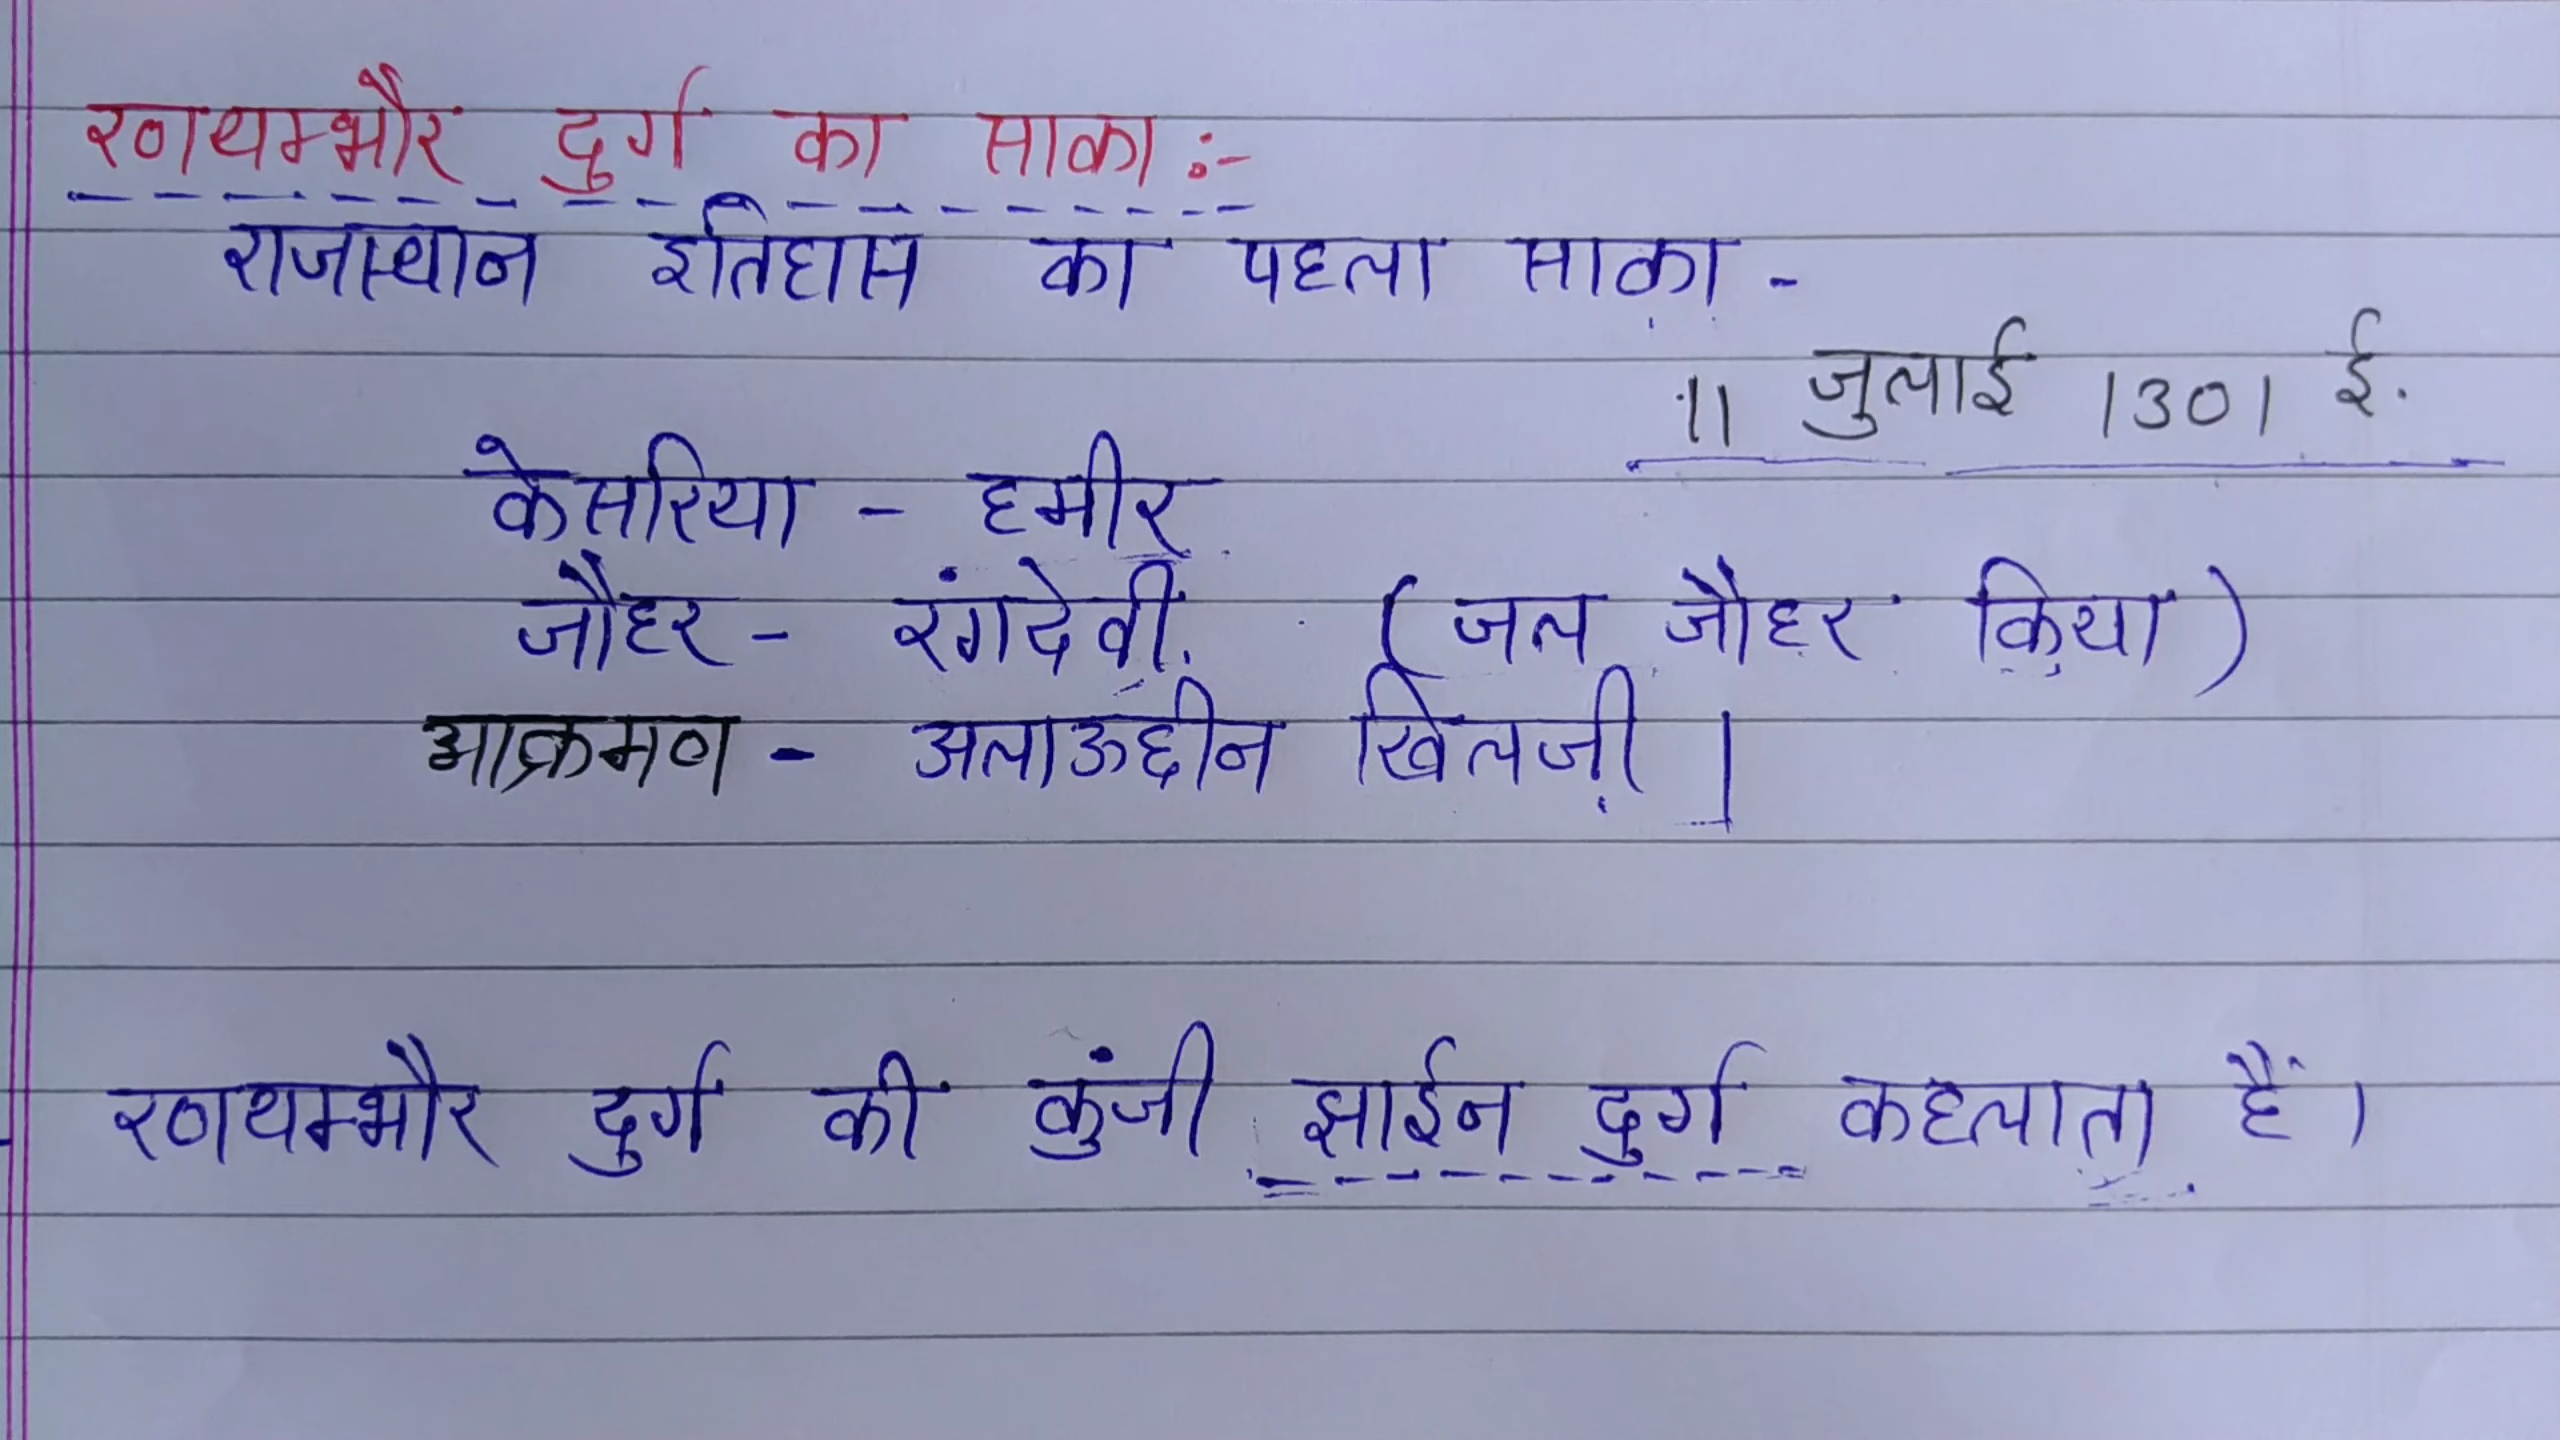 रणथम्भौर दुर्ग का साका :-
राजस्थान इतिहास का पहला साका -
11 जुलाई 1301 ई.
केसरिया - हमीर
जौहर - रंगदेवी. (जल जौहर किया)
आक्रमण - अलाऊद्दीन खिलजी |
रणथम्भौर दुर्ग की कुंजी झाईन दुर्ग कहलाता हैं।